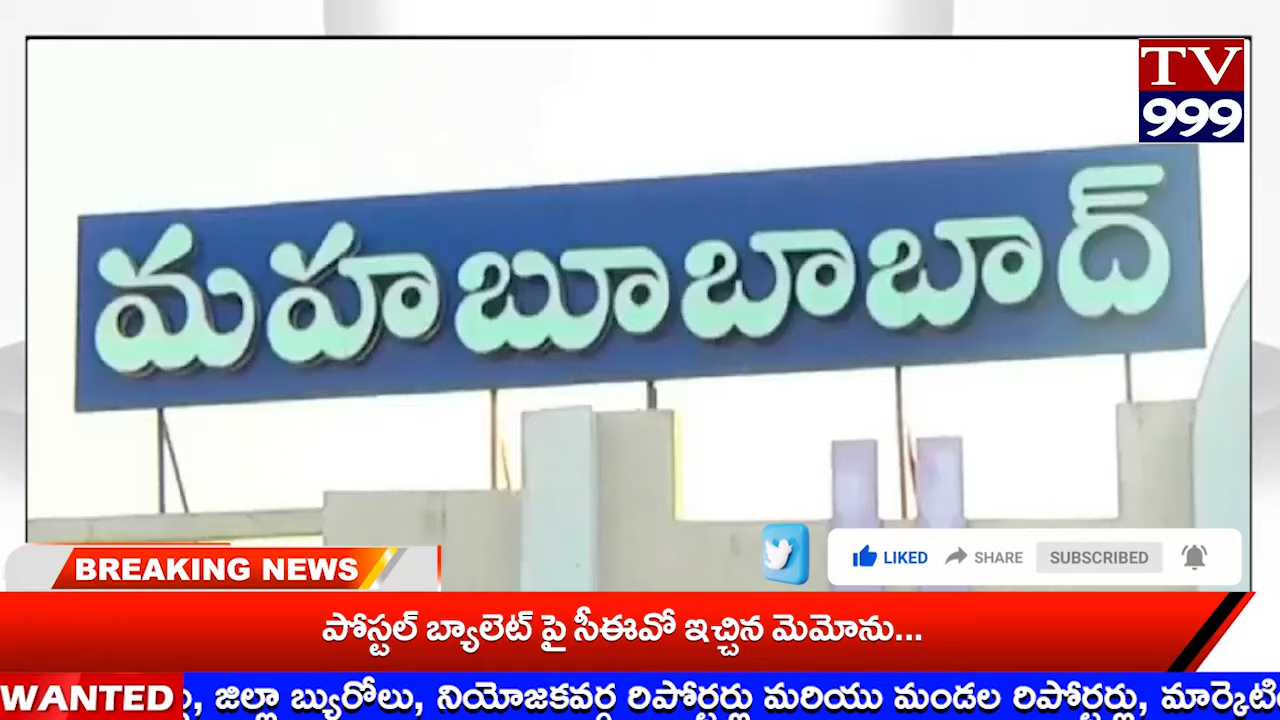 TV
999
మహబూబాబాద్
BREAKING NEWS
LIKED SHARE SUBSCRIBED
పోస్టల్ బ్యాలెట్ పై సీఈవో ఇచ్చిన మెమోను...
WANTED , జిల్లా బ్యురోలు, నియోజకవర్గ రిపోర్టర్లు మరియు మండల రిపోర్టర్లు,